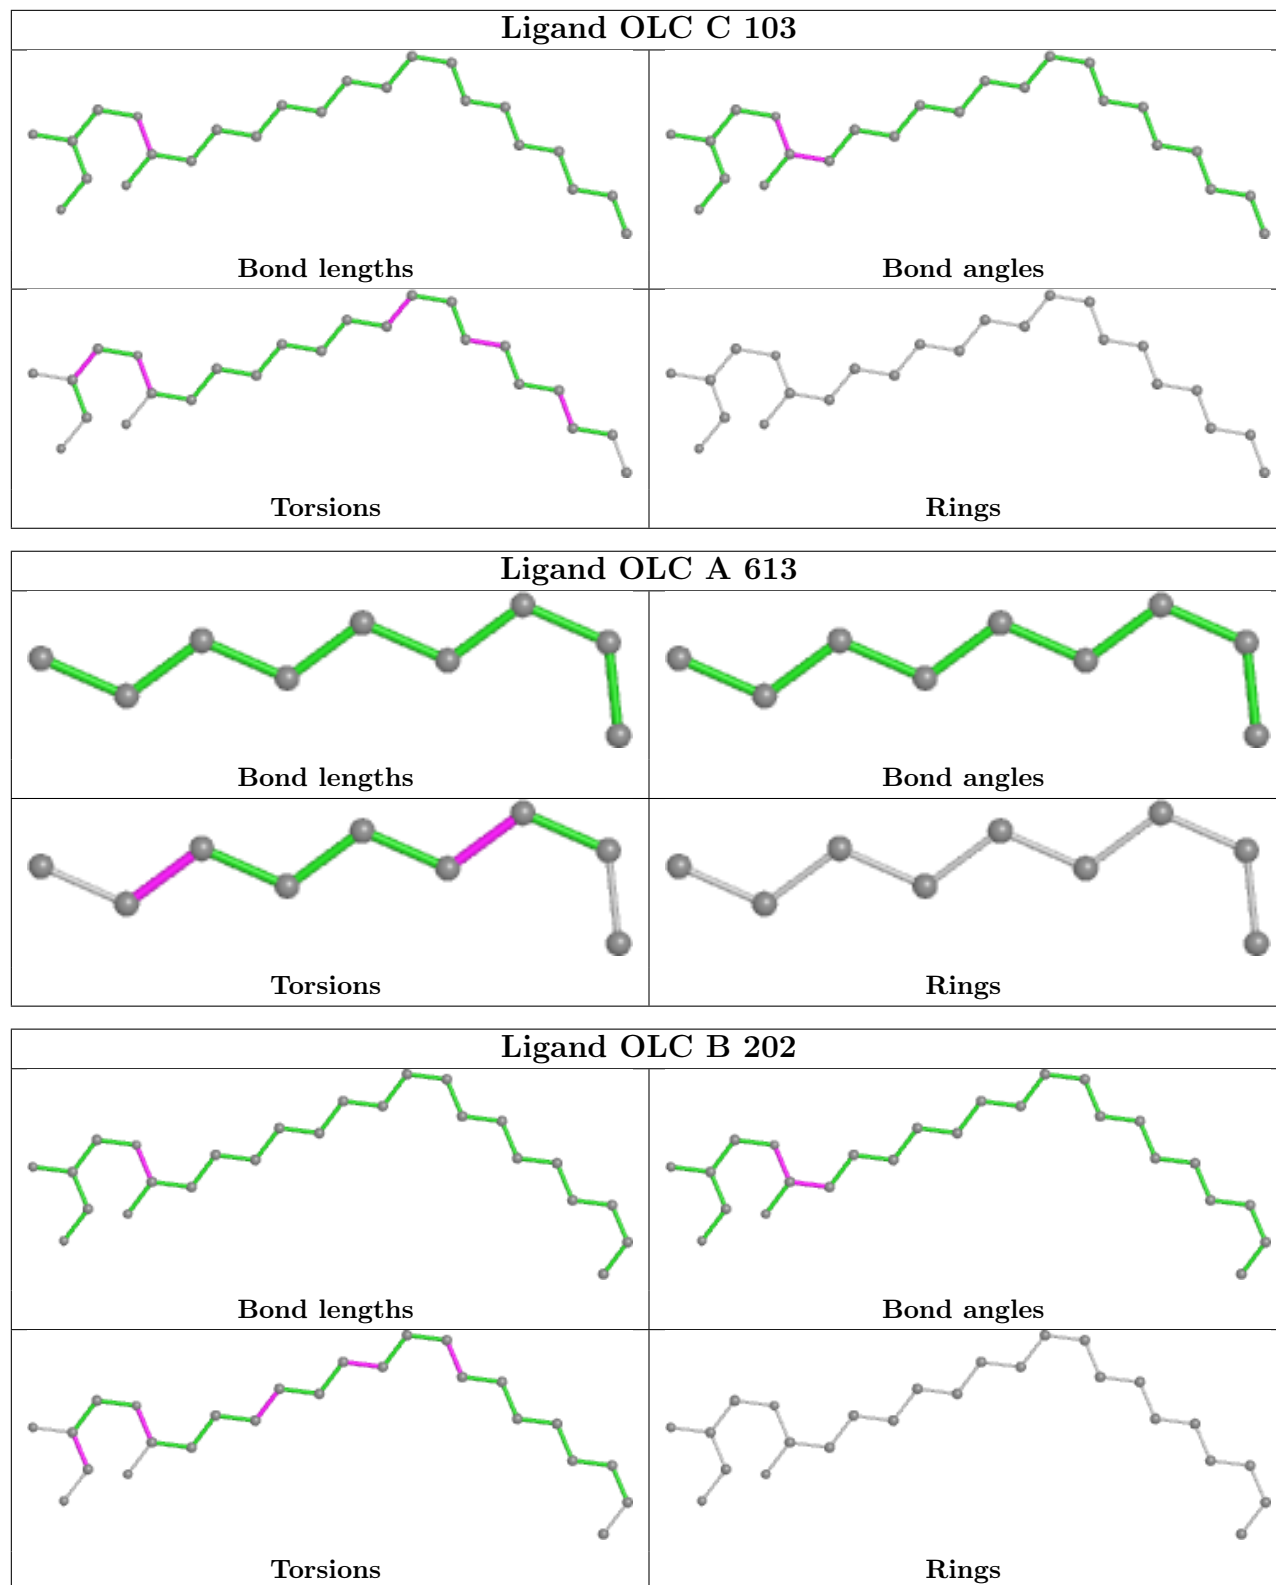 Ligand OLC C 103
Bond lengths
Bond angles
Torsions
Rings
Ligand OLC A 613
Bond lengths
Bond angles
Torsions
Rings
Ligand OLC B 202
Bond lengths
Bond angles
Torsions
Rings